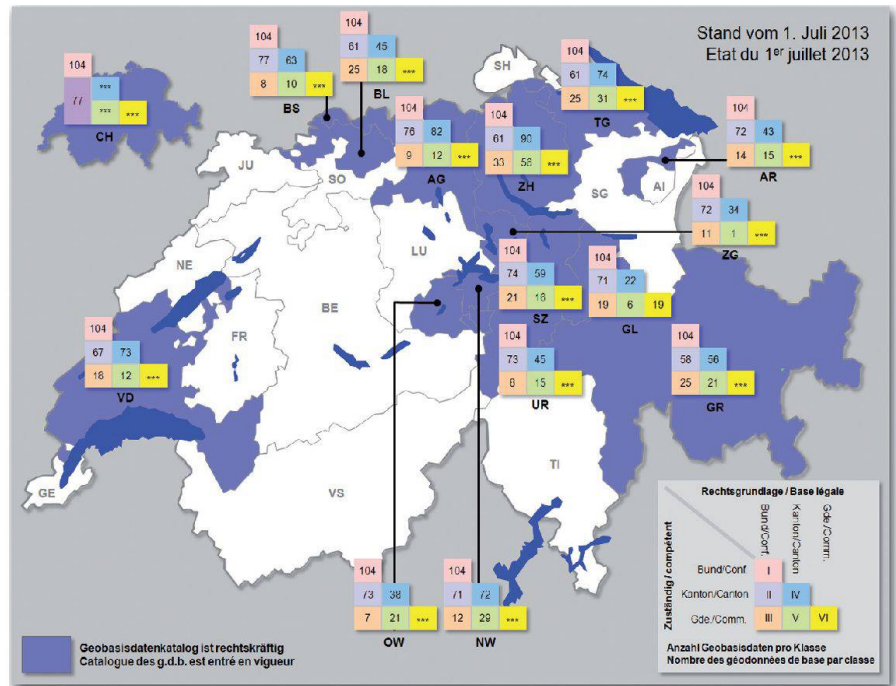 Stand vom 1. Juli 2013
Etat du 1er juillet 2013
104
77
***
***
***
CH
104
77 63
8 10 ***
BS
104
61 45
25 18 ***
BL
104
76 82
9 12 ***
AG
104
61 90
33 56 ***
ZH
104
61 74
25 31 ***
TG
104
72 43
14 15 ***
AR
104
72 34
11 1 ***
ZG
104
74 59
21 16 ***
SZ
104
71 22
19 6 19
GL
104
67 73
18 12 ***
VD
104
73 45
8 15 ***
UR
104
58 56
25 21 ***
GR
104
73 38
7 21 ***
OW
104
71 72
12 29 ***
NW
SH
JU
SO
SG
AI
NE
LU
BE
FR
GE
VS
TI
Geobasisdatenkatalog ist rechtskräftig
Catalogue des g.d.b. est entré en vigueur
Rechtsgrundlage / Base légale
Bund/Conf.
Kanton/Canton
Gde./Comm.
Zuständig / compétent
Bund/Conf. I
Kanton/Canton II IV
Gde./Comm. III V VI
Anzahl Geobasisdaten pro Klasse
Nombre des géodonnées de base par classe